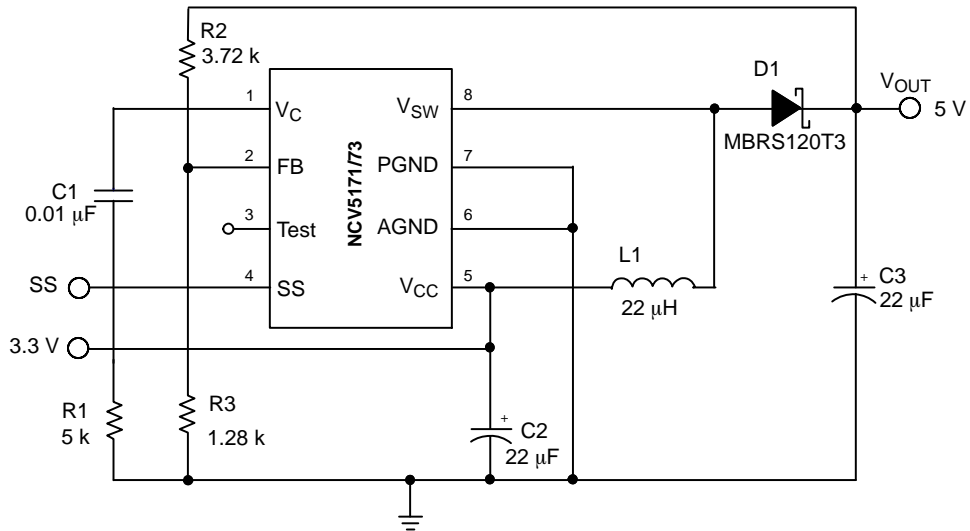 R2
3.72 k
D1
V_OUT
5 V
MBRS120T3
1
V_C
V_SW
8
2
FB
PGND
7
NCV5171/73
C1
0.01 μF
3
Test
AGND
6
L1
22 μH
SS
4
SS
V_CC
5
+
C3
22 μF
3.3 V
R1
5 k
R3
1.28 k
+
C2
22 μF